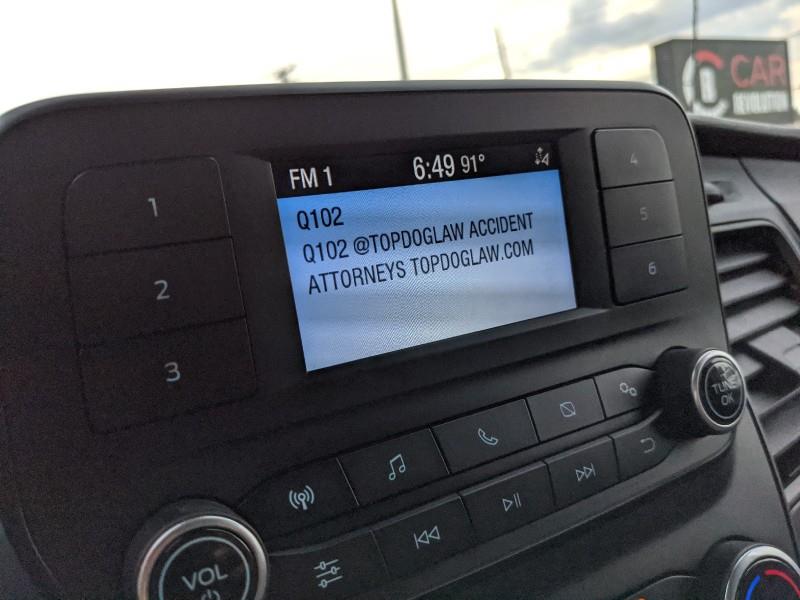 CAR
REVOLUTION
FM 1 6:49 91°
Q102
Q102 @TOPDOGLAW ACCIDENT
ATTORNEYS TOPDOGLAW.COM
1
2
3
4
5
6
TUNE
OK
VOL